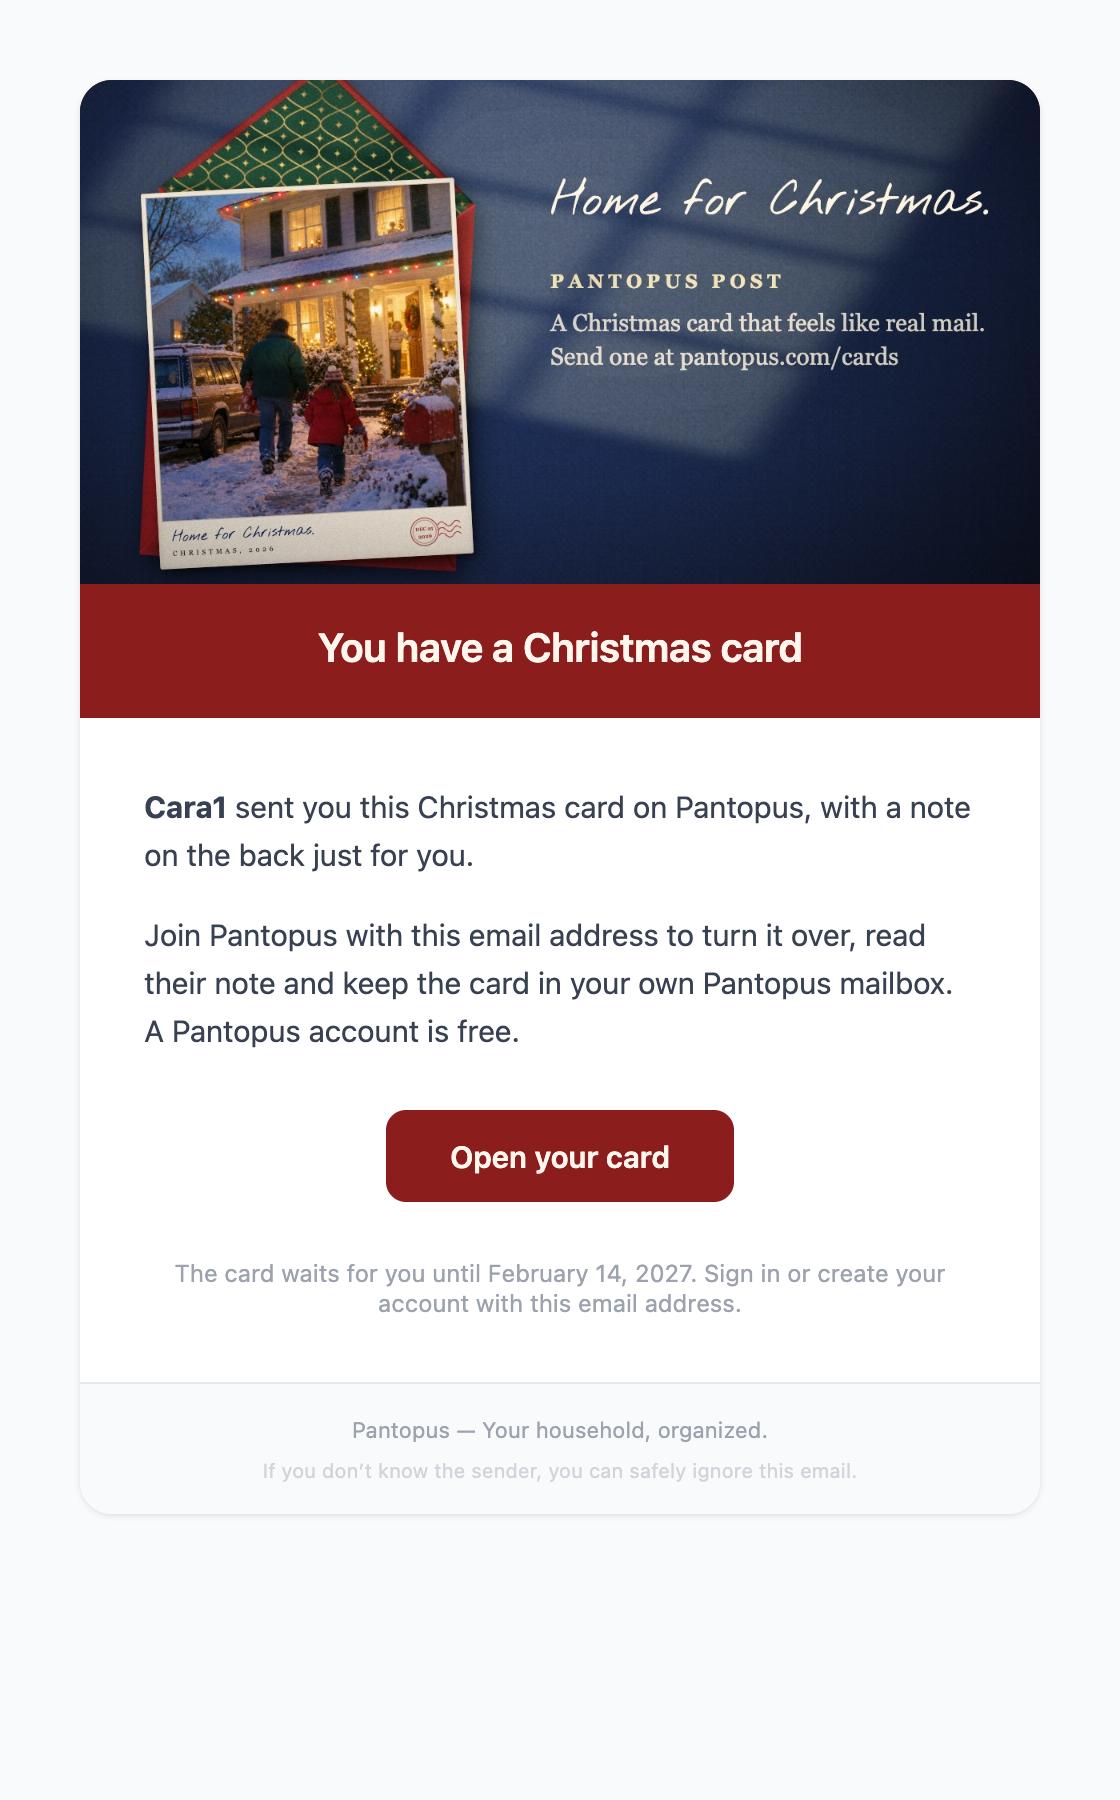 Home for Christmas.
PANTOPUS POST
A Christmas card that feels like real mail.
Send one at pantopus.com/cards
Home for Christmas.
CHRISTMAS, 2026
DEC 25
2026
You have a Christmas card
Cara1 sent you this Christmas card on Pantopus, with a note
on the back just for you.
Join Pantopus with this email address to turn it over, read
their note and keep the card in your own Pantopus mailbox.
A Pantopus account is free.
Open your card
The card waits for you until February 14, 2027. Sign in or create your
account with this email address.
Pantopus — Your household, organized.
If you don’t know the sender, you can safely ignore this email.